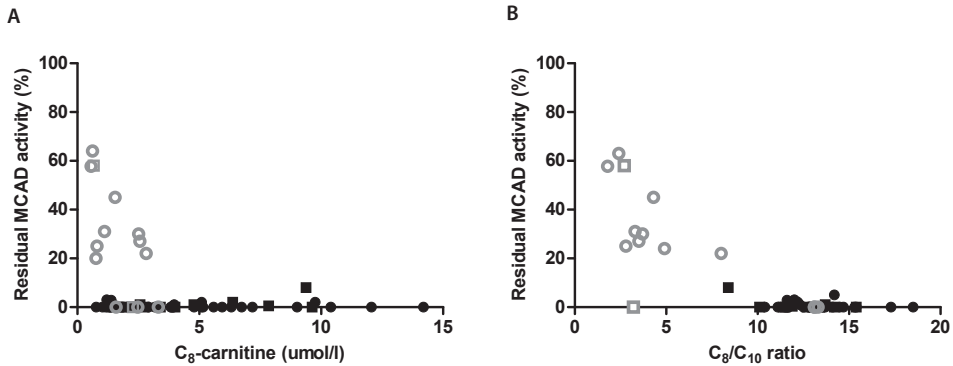 A
Residual MCAD activity (%)
100
80
60
40
20
0
0 5 10 15
C₈-carnitine (umol/l)
B
Residual MCAD activity (%)
100
80
60
40
20
0
0 5 10 15 20
C₈/C₁₀ ratio